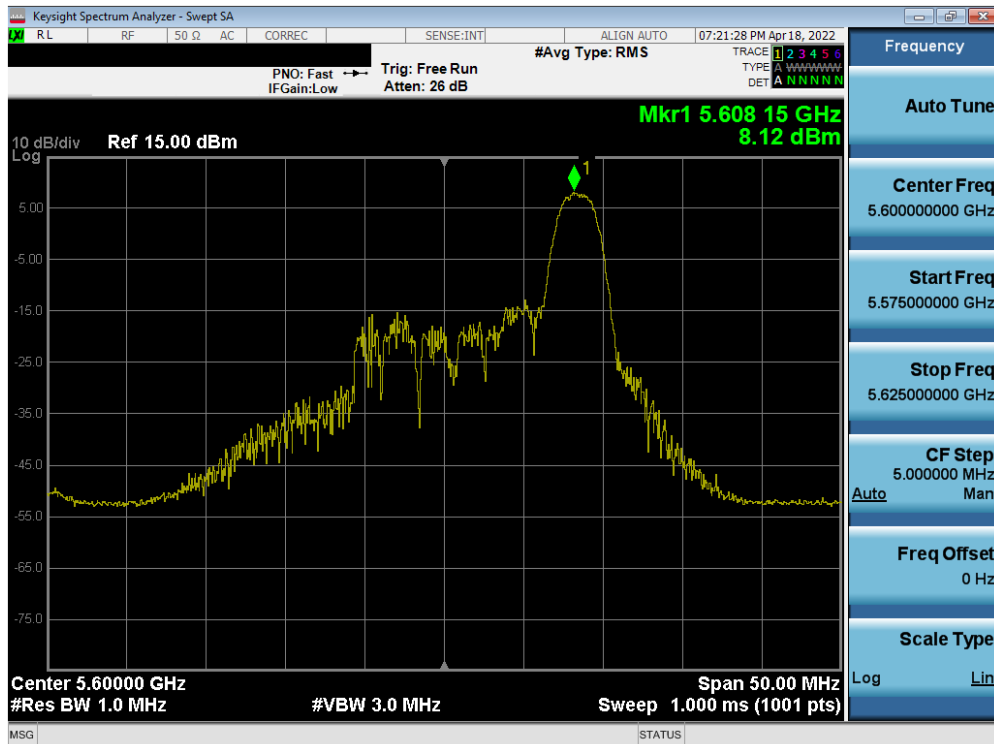 Keysight Spectrum Analyzer - Swept SA
LXI RL RF 50 Ω AC CORREC SENSE:INT ALIGN AUTO 07:21:28 PM Apr 18, 2022
Frequency
#Avg Type: RMS
TRACE 1 2 3 4 5 6
TYPE A WWWWW
DET A N N N N N
PNO: Fast
IFGain:Low
Trig: Free Run
Atten: 26 dB
Mkr1 5.608 15 GHz
8.12 dBm
10 dB/div
Log
Ref 15.00 dBm
1
5.00
-5.00
-15.0
-25.0
-35.0
-45.0
-55.0
-65.0
-75.0
Center 5.60000 GHz
Span 50.00 MHz
#Res BW 1.0 MHz
#VBW 3.0 MHz
Sweep 1.000 ms (1001 pts)
Auto Tune
Center Freq
5.600000000 GHz
Start Freq
5.575000000 GHz
Stop Freq
5.625000000 GHz
CF Step
5.000000 MHz
Auto Man
Freq Offset
0 Hz
Scale Type
Log Lin
MSG
STATUS